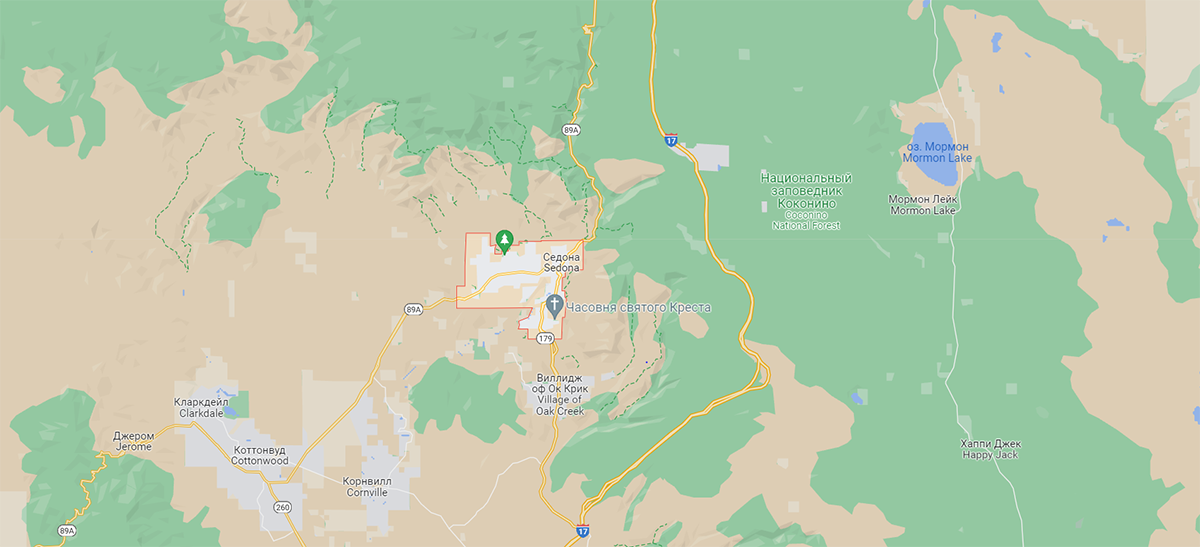 89A
17
оз. Мормон
Mormon Lake
Национальный
заповедник
Коконино
Coconino
National Forest
Мормон Лейк
Mormon Lake
Седона
Sedona
89A
Часовня святого Креста
179
Виллидж
оф Ок Крик
Village of
Oak Creek
Кларкдейл
Clarkdale
Джером
Jerome
Коттонвуд
Cottonwood
Хаппи Джек
Happy Jack
Корнвилл
Cornville
260
89A
17